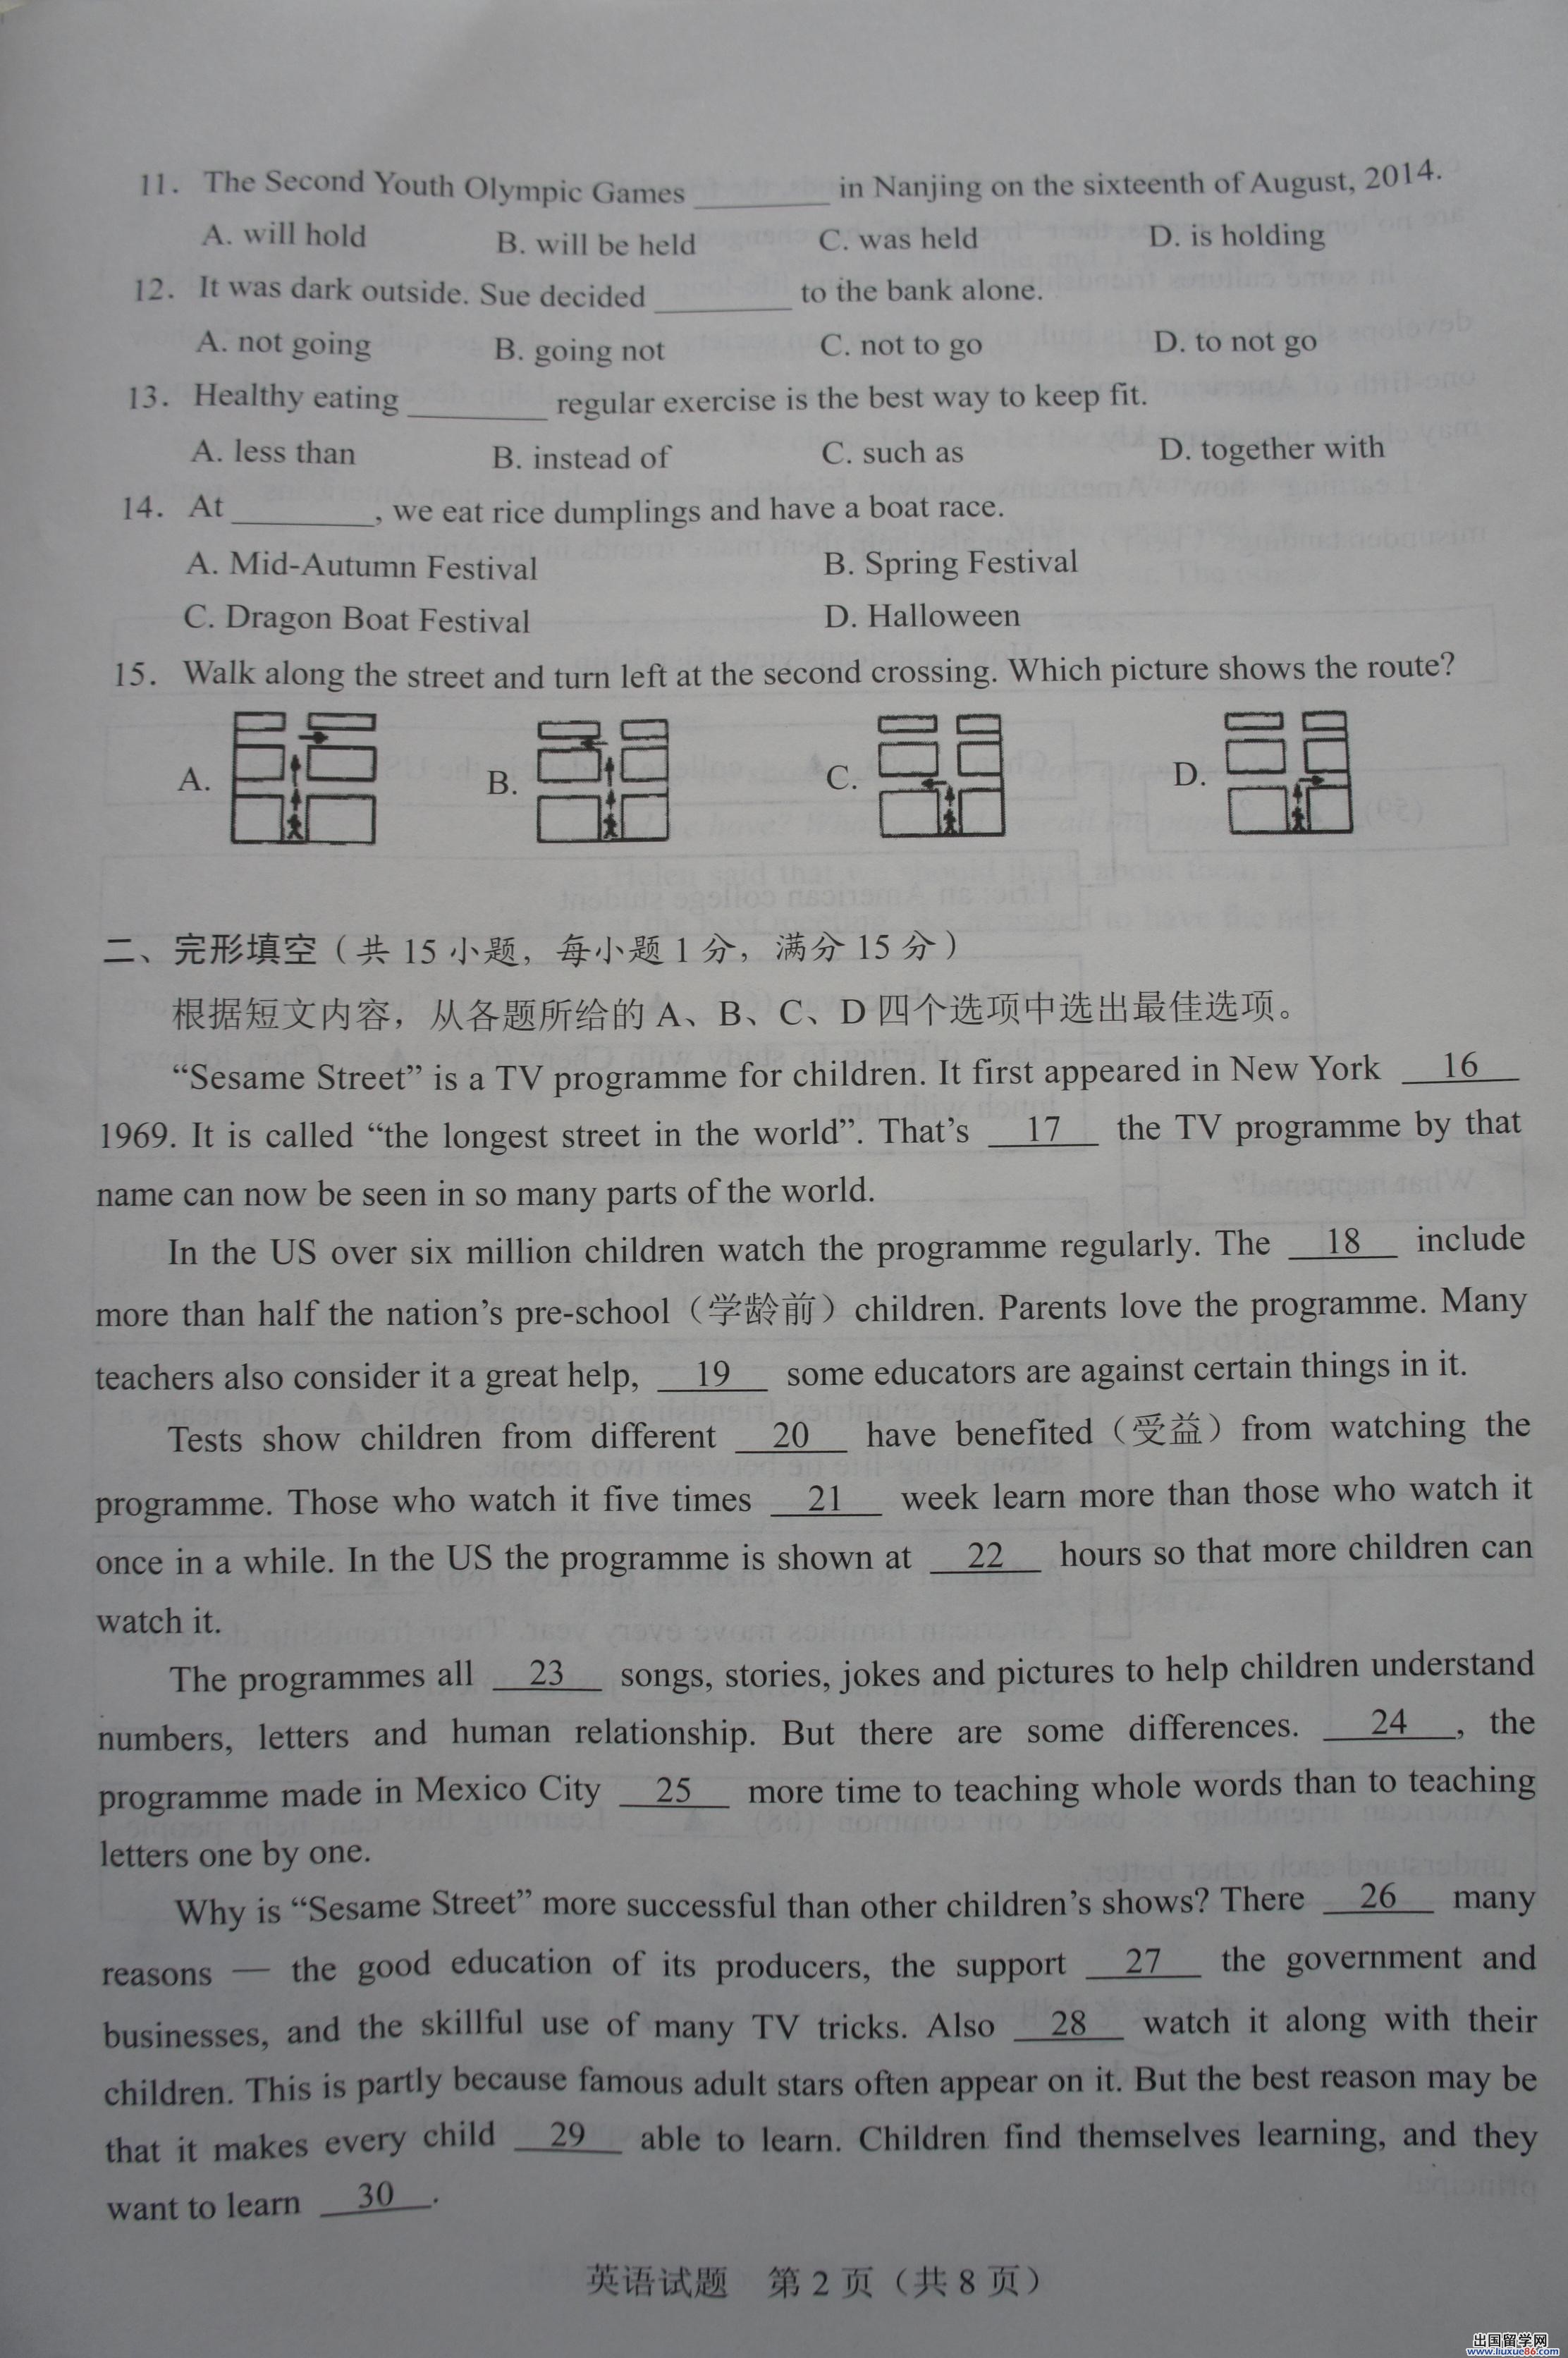 11. The Second Youth Olympic Games ________ in Nanjing on the sixteenth of August, 2014.
A. will hold B. will be held C. was held D. is holding
12. It was dark outside. Sue decided ________ to the bank alone.
A. not going B. going not C. not to go D. to not go
13. Healthy eating ________ regular exercise is the best way to keep fit.
A. less than B. instead of C. such as D. together with
14. At ________, we eat rice dumplings and have a boat race.
A. Mid-Autumn Festival B. Spring Festival
C. Dragon Boat Festival D. Halloween
15. Walk along the street and turn left at the second crossing. Which picture shows the route?
A. B. C. D.
二、完形填空（共 15 小题，每小题 1 分，满分 15 分）
根据短文内容，从各题所给的 A、B、C、D 四个选项中选出最佳选项。
“Sesame Street” is a TV programme for children. It first appeared in New York 16
1969. It is called “the longest street in the world”. That’s 17 the TV programme by that
name can now be seen in so many parts of the world.
In the US over six million children watch the programme regularly. The 18 include
more than half the nation’s pre-school（学龄前）children. Parents love the programme. Many
teachers also consider it a great help, 19 some educators are against certain things in it.
Tests show children from different 20 have benefited（受益）from watching the
programme. Those who watch it five times 21 week learn more than those who watch it
once in a while. In the US the programme is shown at 22 hours so that more children can
watch it.
The programmes all 23 songs, stories, jokes and pictures to help children understand
numbers, letters and human relationship. But there are some differences. 24, the
programme made in Mexico City 25 more time to teaching whole words than to teaching
letters one by one.
Why is “Sesame Street” more successful than other children’s shows? There 26 many
reasons — the good education of its producers, the support 27 the government and
businesses, and the skillful use of many TV tricks. Also 28 watch it along with their
children. This is partly because famous adult stars often appear on it. But the best reason may be
that it makes every child 29 able to learn. Children find themselves learning, and they
want to learn 30.
英语试题 第 2 页（共 8 页）
出国留学网
www.liuxue86.com